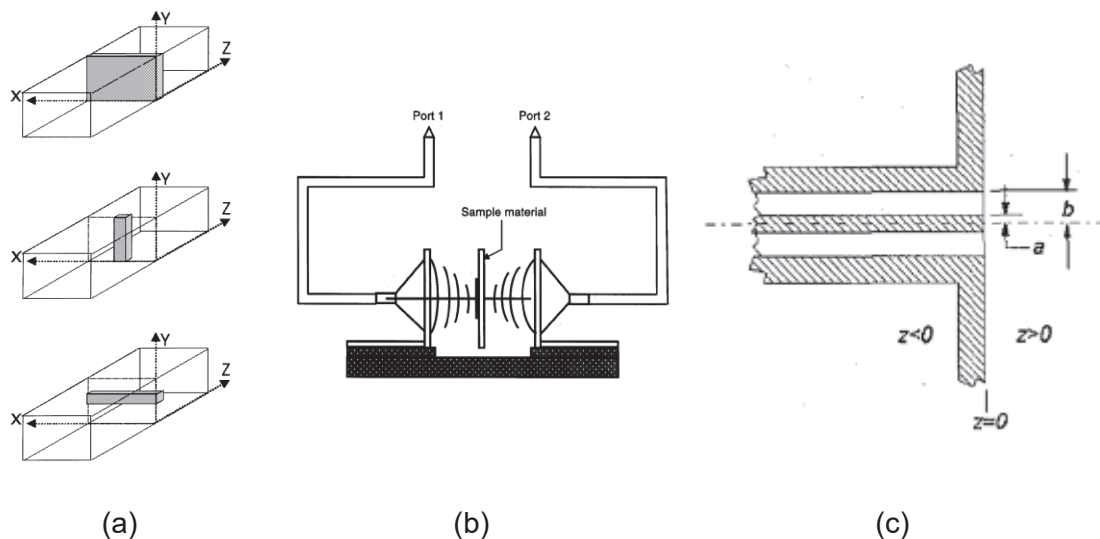 Y
Z
X
Y
Z
X
Y
Z
X
(a)
Port 1 Port 2
Sample material
(b)
b
a
z<0 z>0
z=0
(c)